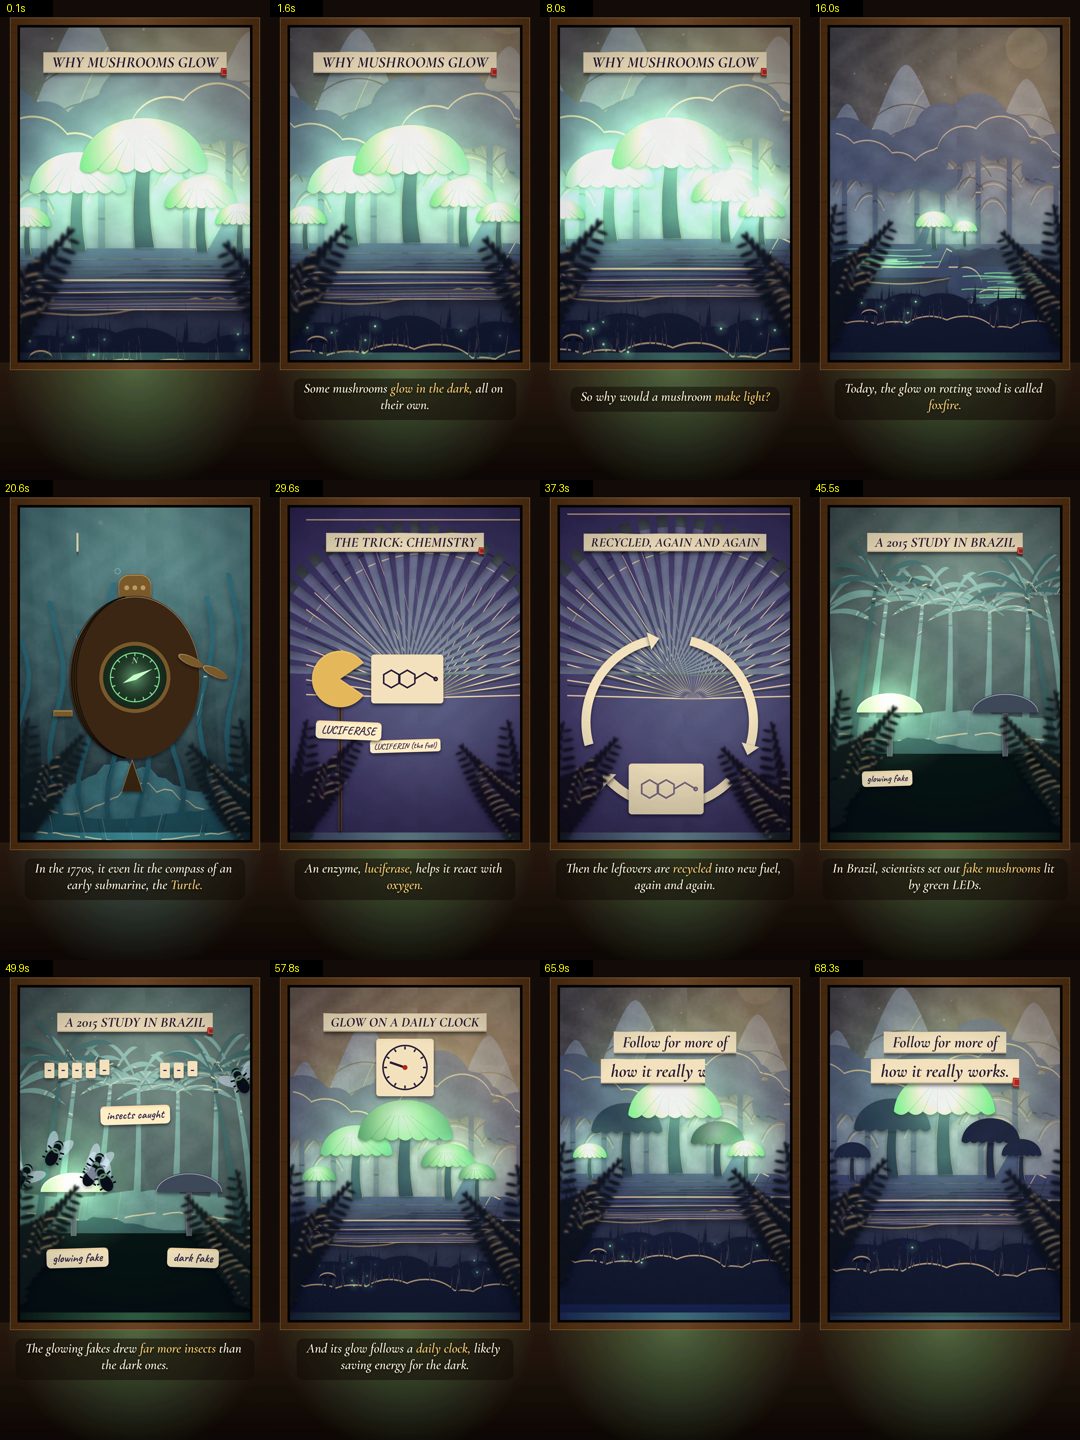 0.1s
WHY MUSHROOMS GLOW
1.6s
WHY MUSHROOMS GLOW
Some mushrooms glow in the dark, all on
their own.
8.0s
WHY MUSHROOMS GLOW
So why would a mushroom make light?
16.0s
Today, the glow on rotting wood is called
foxfire.
20.6s
N
In the 1770s, it even lit the compass of an
early submarine, the Turtle.
29.6s
THE TRICK: CHEMISTRY
LUCIFERASE
LUCIFERIN (the fuel)
An enzyme, luciferase, helps it react with
oxygen.
37.3s
RECYCLED, AGAIN AND AGAIN
Then the leftovers are recycled into new fuel,
again and again.
45.5s
A 2015 STUDY IN BRAZIL
glowing fake
In Brazil, scientists set out fake mushrooms lit
by green LEDs.
49.9s
A 2015 STUDY IN BRAZIL
insects caught
glowing fake
dark fake
The glowing fakes drew far more insects than
the dark ones.
57.8s
GLOW ON A DAILY CLOCK
And its glow follows a daily clock, likely
saving energy for the dark.
65.9s
Follow for more of
how it really w
68.3s
Follow for more of
how it really works.